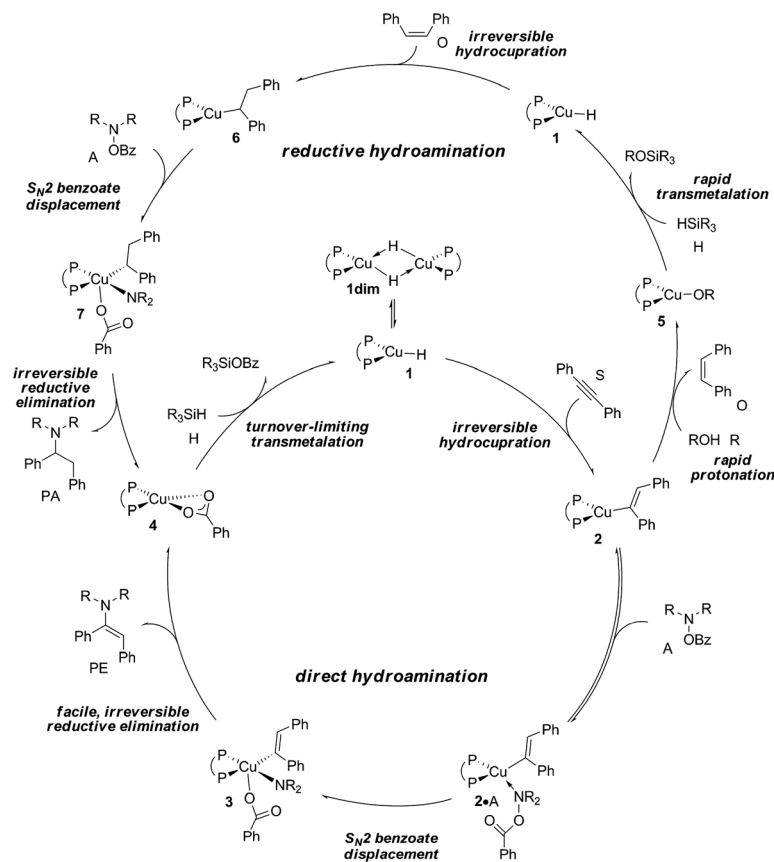 Ph Ph
O
irreversible
hydrocupration
Ph
P
P
Cu
Ph
6
P
P
Cu
H
1
R R
N
OBz
A
reductive hydroamination
ROSiR3
rapid
transmetalation
HSiR3
H
SN2 benzoate
displacement
Ph
P
P
Cu
Ph
NR2
O
O
Ph
7
P
P
Cu
H
H
Cu
P
P
1dim
P
P
Cu
OR
5
R3SiOBz
P
P
Cu
H
1
Ph
S
Ph
Ph
Ph
O
irreversible
reductive
elimination
R3SiH
H
turnover-limiting
transmetalation
irreversible
hydrocupration
ROH R
rapid
protonation
R R
N
Ph
Ph
PA
P
P
Cu
O
O
Ph
4
P
P
Cu
Ph
Ph
2
R R
N
Ph
Ph
PE
R R
N
OBz
A
direct hydroamination
facile, irreversible
reductive elimination
P
P
Cu
Ph
Ph
NR2
O
O
Ph
3
P
P
Cu
Ph
Ph
NR2
O
O
Ph
2•A
SN2 benzoate
displacement